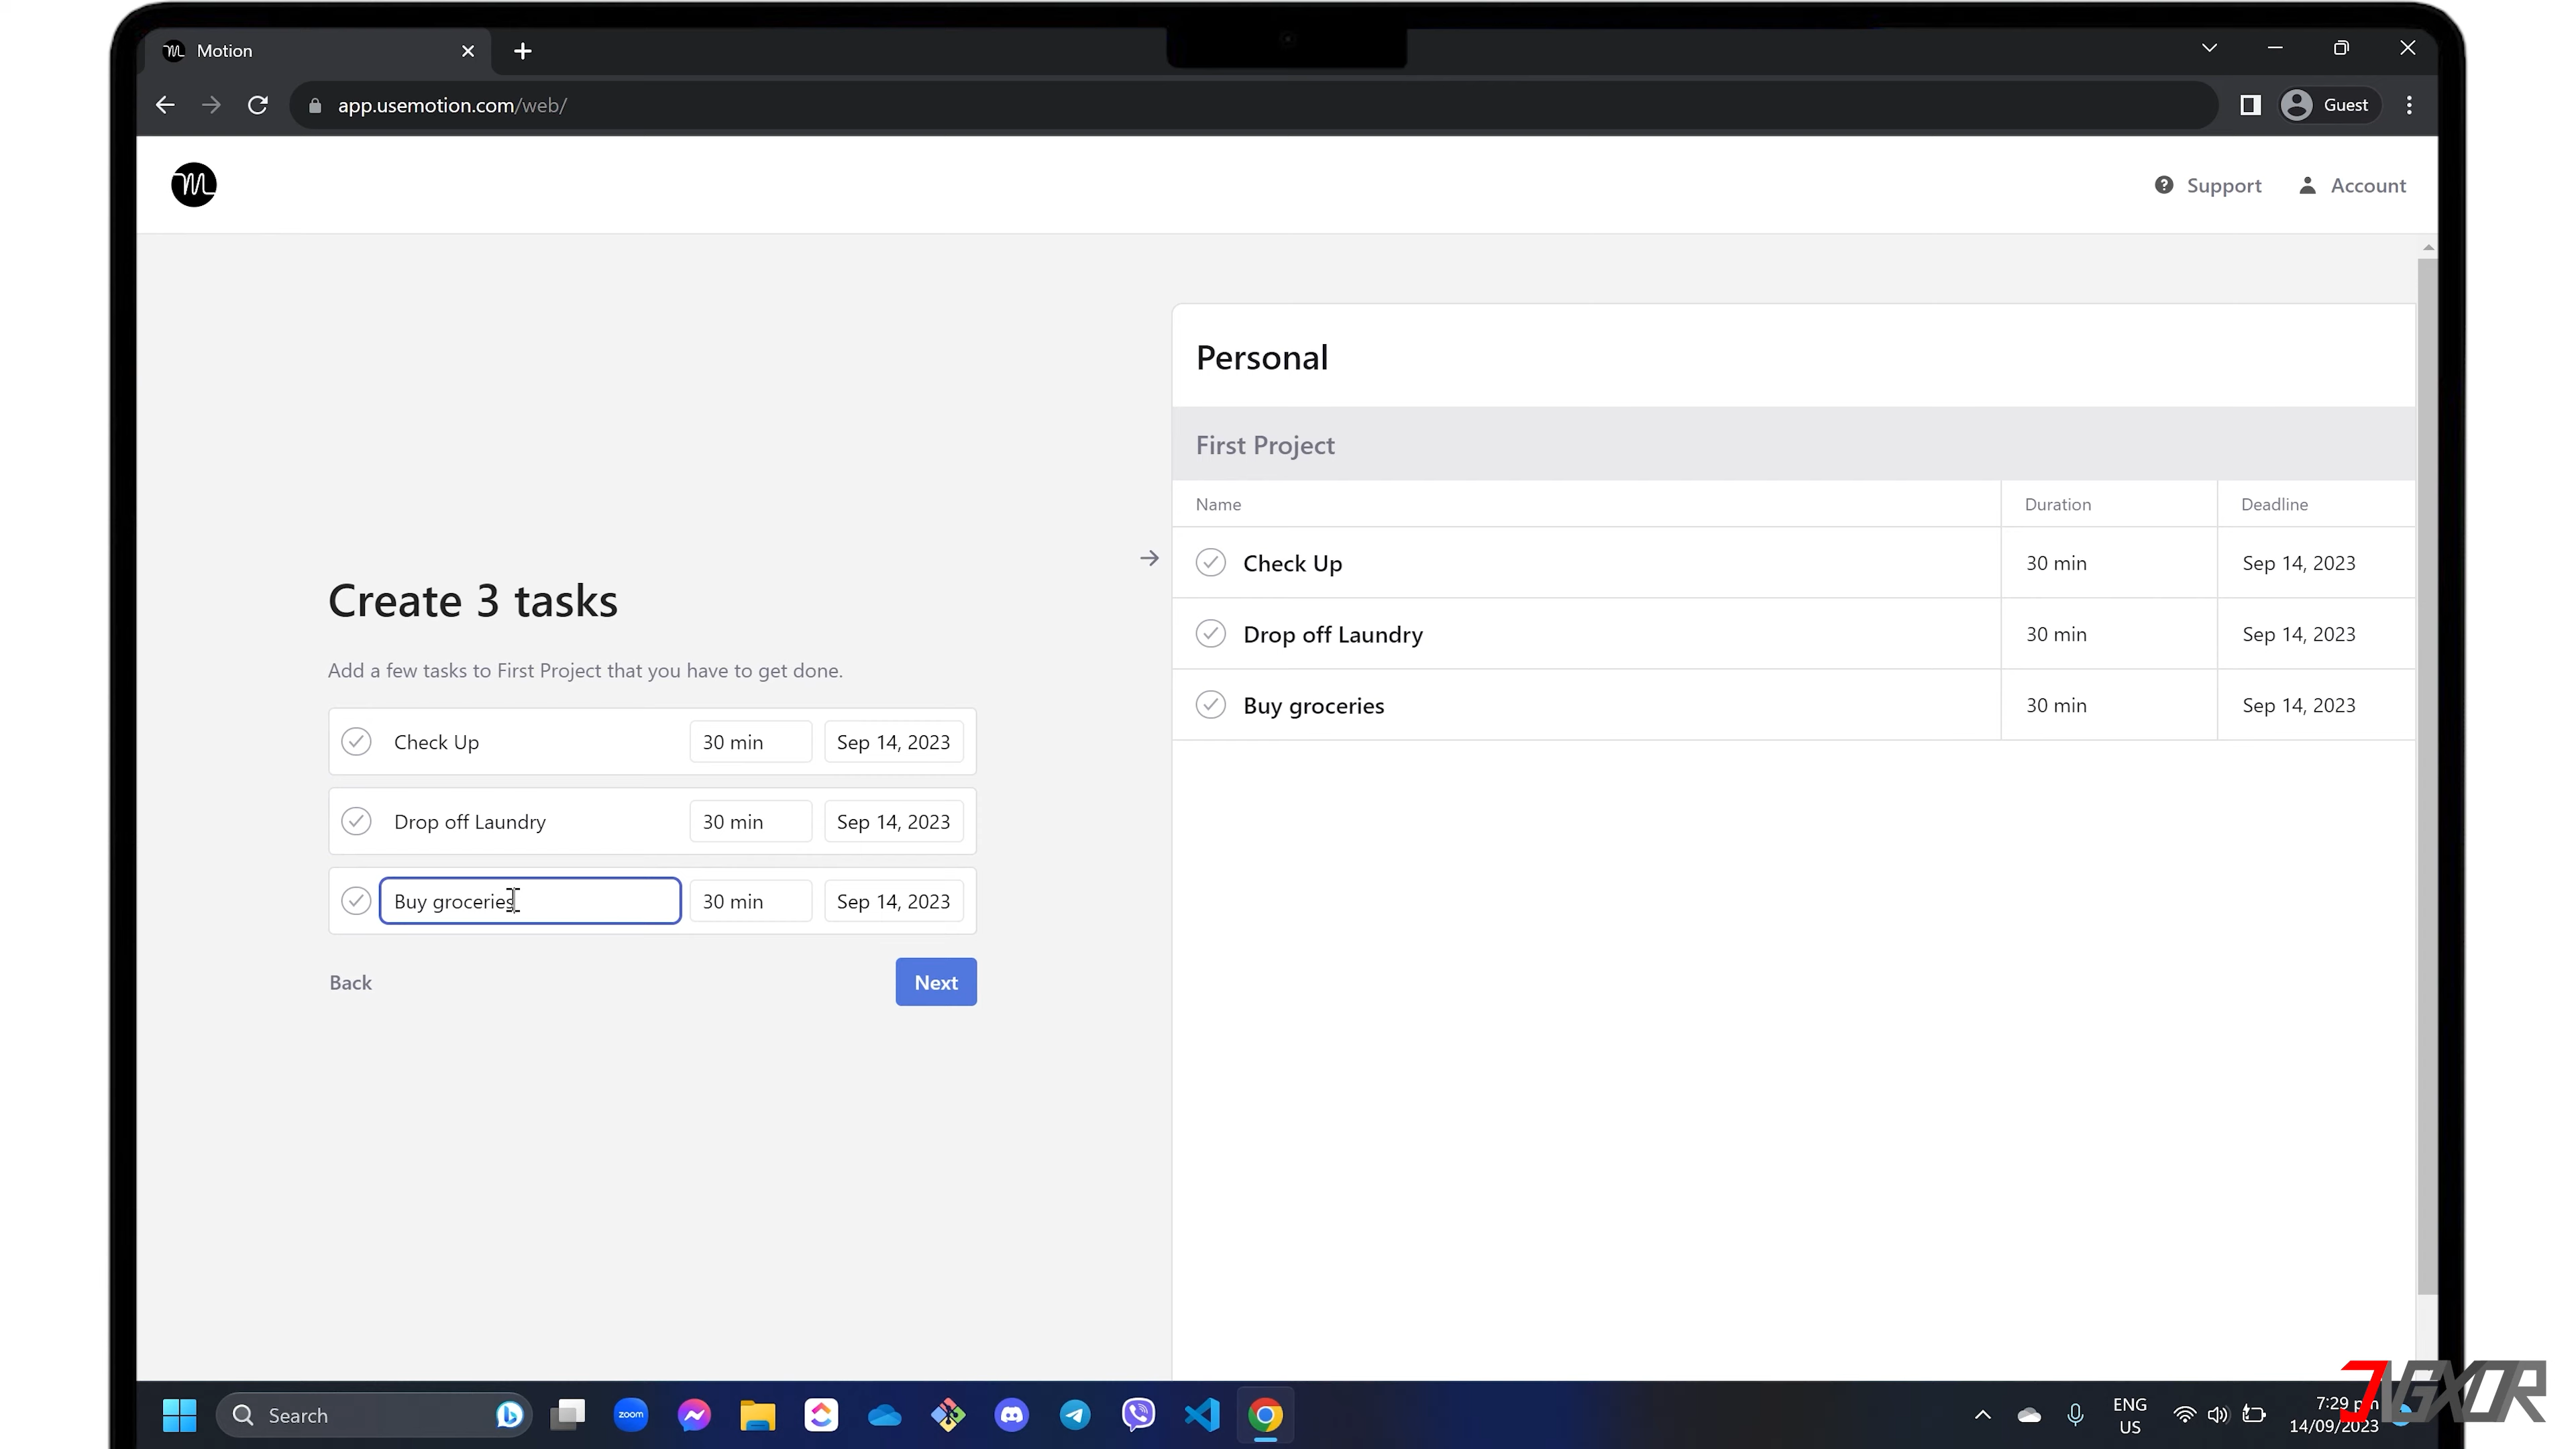 Motion
app.usemotion.com/web/
Guest
Support
Account
Personal
First Project
Name Duration Deadline
Check Up 30 min Sep 14, 2023
Drop off Laundry 30 min Sep 14, 2023
Buy groceries 30 min Sep 14, 2023
Create 3 tasks
Add a few tasks to First Project that you have to get done.
Check Up 30 min Sep 14, 2023
Drop off Laundry 30 min Sep 14, 2023
Buy groceries 30 min Sep 14, 2023
Back
Next
Search
zoom
ENG
US
7:29 pm
14/09/2023